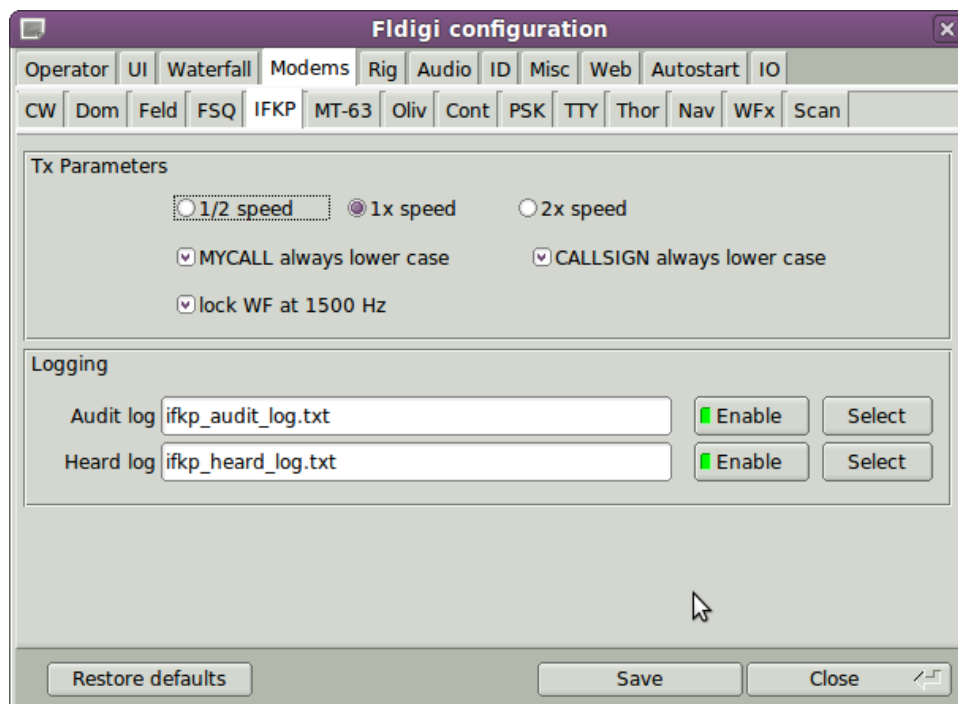 Fldigi configuration
Operator UI Waterfall Modems Rig Audio ID Misc Web Autostart IO
CW Dom Feld FSQ IFKP MT-63 Oliv Cont PSK TTY Thor Nav WFx Scan
Tx Parameters
1/2 speed 1x speed 2x speed
MYCALL always lower case CALLSIGN always lower case
lock WF at 1500 Hz
Logging
Audit log ifkp_audit_log.txt Enable Select
Heard log ifkp_heard_log.txt Enable Select
Restore defaults Save Close